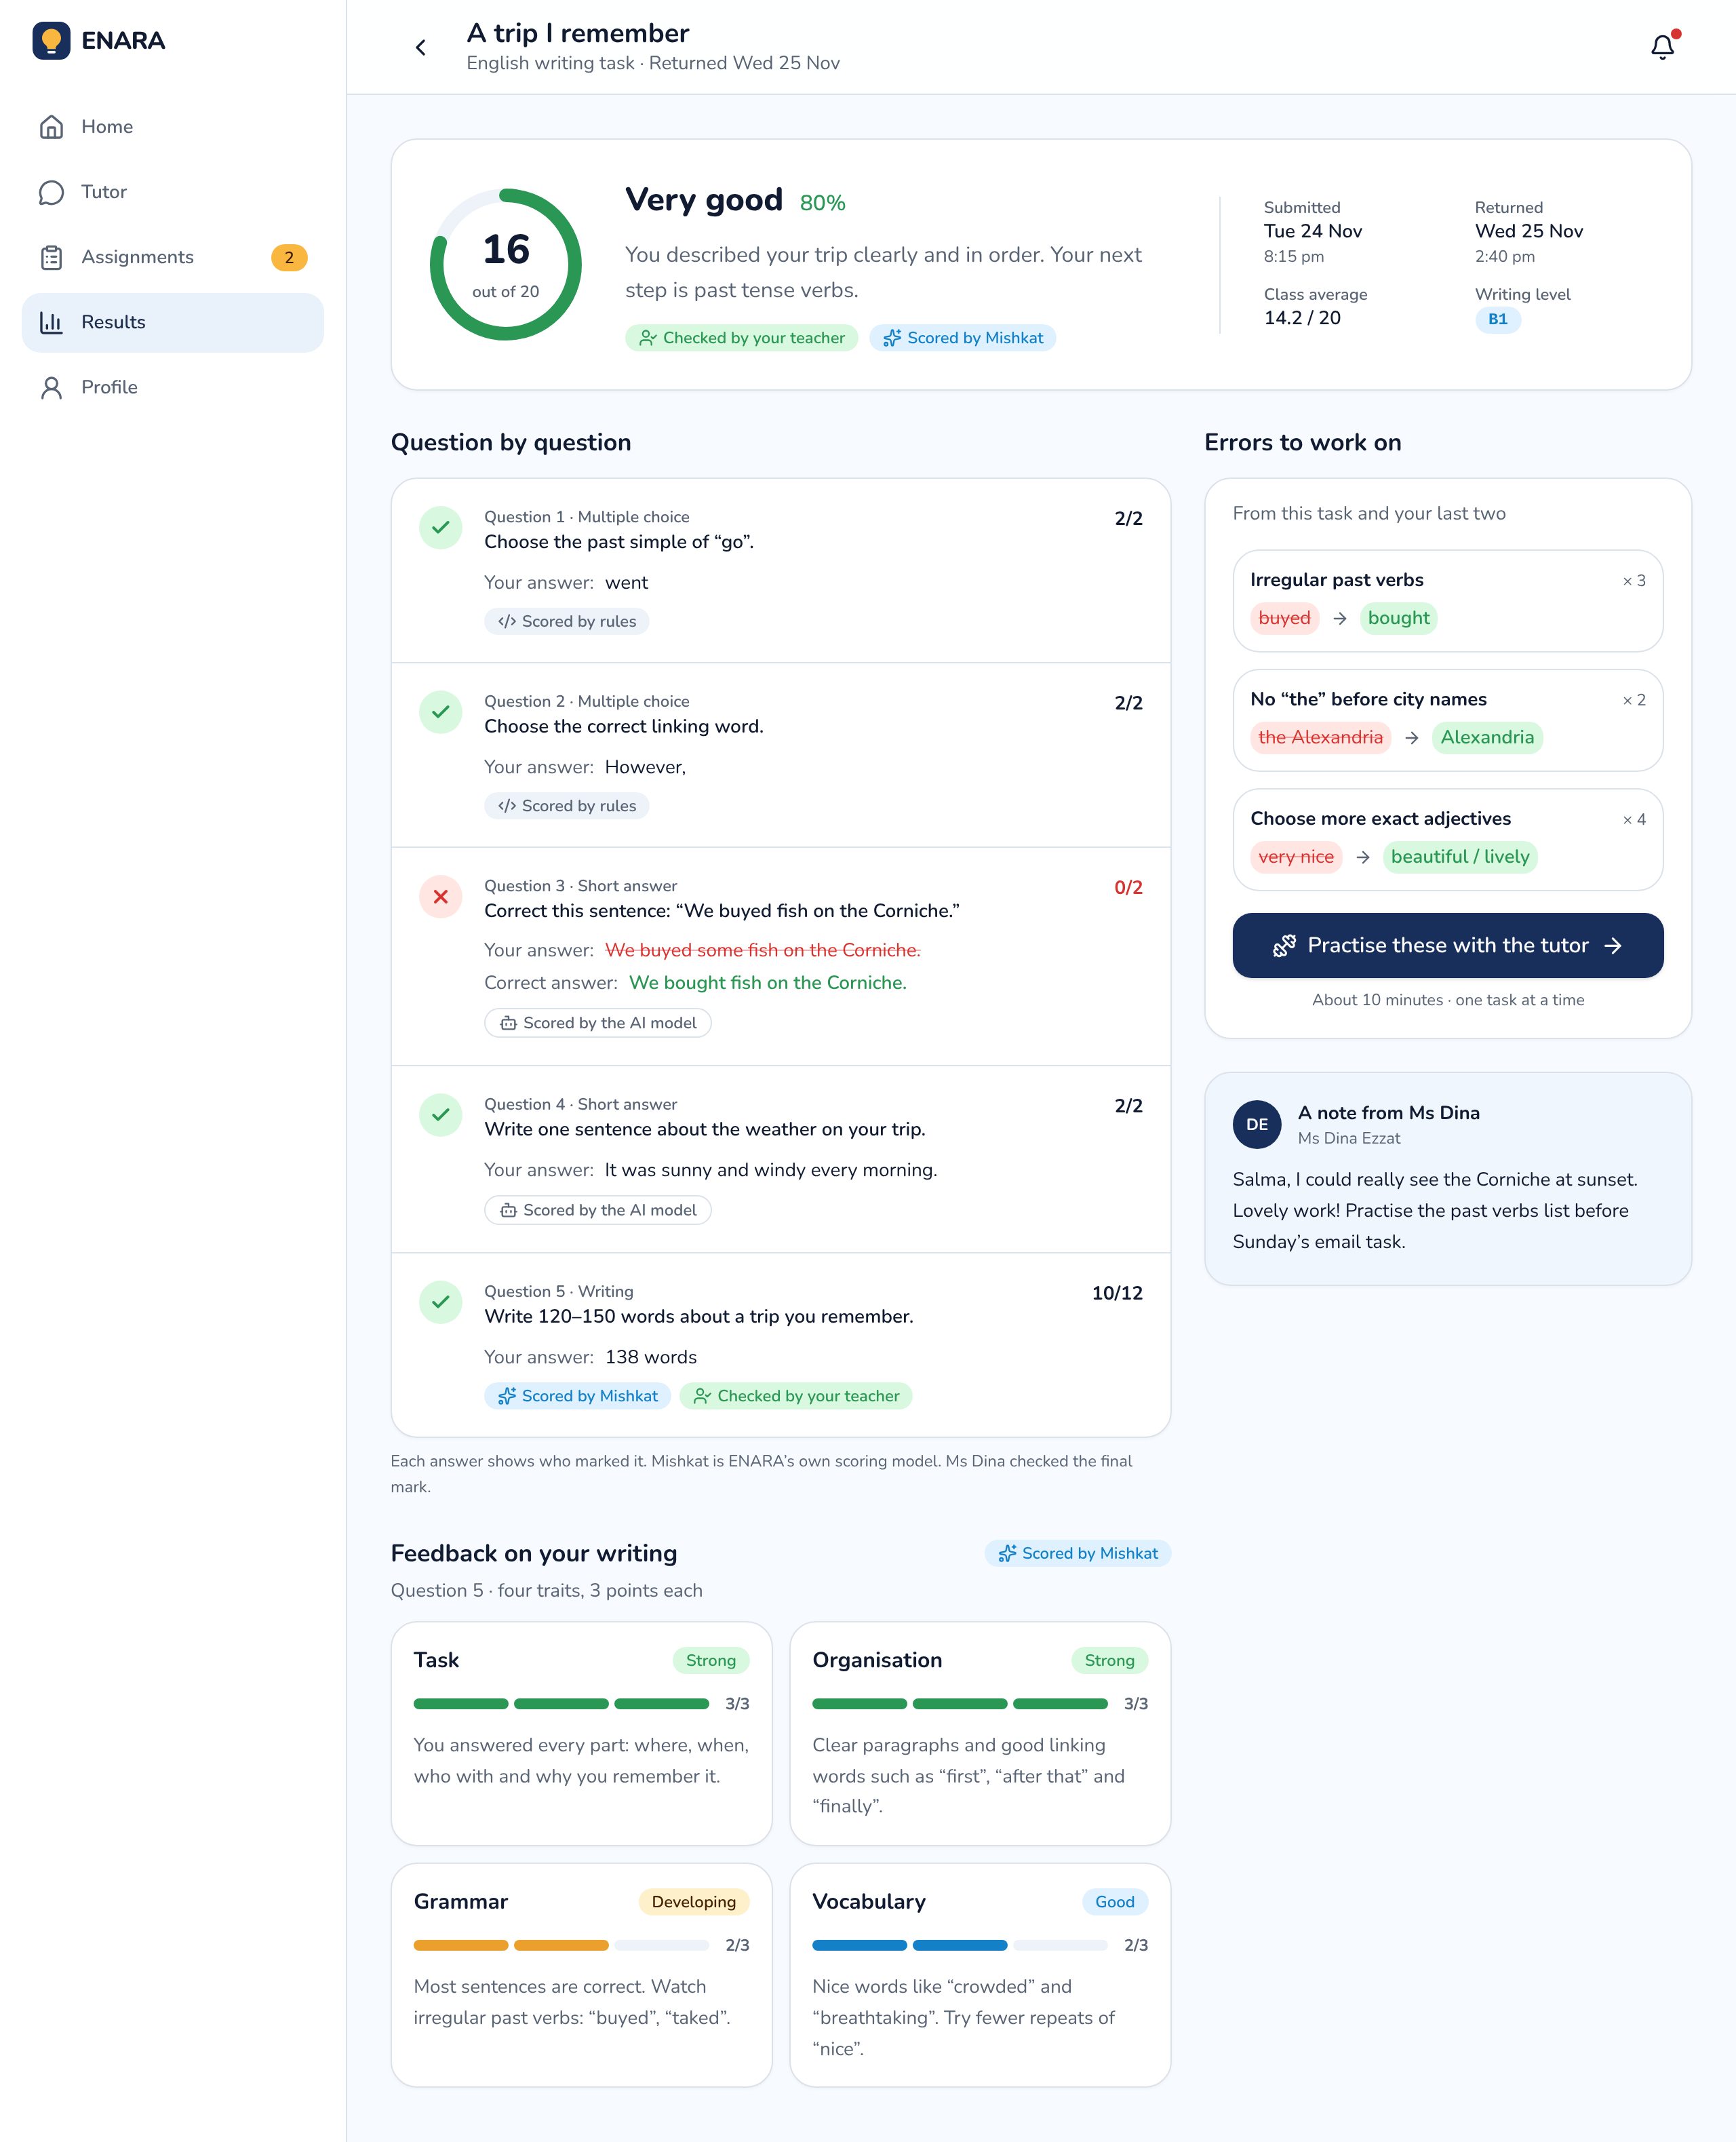 ENARA
Home
Tutor
Assignments
2
Results
Profile
A trip I remember
English writing task · Returned Wed 25 Nov
16
out of 20
Very good 80%
You described your trip clearly and in order. Your next
step is past tense verbs.
Checked by your teacher
Scored by Mishkat
Submitted
Tue 24 Nov
8:15 pm
Returned
Wed 25 Nov
2:40 pm
Class average
14.2 / 20
Writing level
B1
Question by question
Question 1 · Multiple choice
2/2
Choose the past simple of “go”.
Your answer: went
</> Scored by rules
Question 2 · Multiple choice
2/2
Choose the correct linking word.
Your answer: However,
</> Scored by rules
Question 3 · Short answer
0/2
Correct this sentence: “We buyed fish on the Corniche.”
Your answer: We buyed some fish on the Corniche.
Correct answer: We bought fish on the Corniche.
Scored by the AI model
Question 4 · Short answer
2/2
Write one sentence about the weather on your trip.
Your answer: It was sunny and windy every morning.
Scored by the AI model
Question 5 · Writing
10/12
Write 120–150 words about a trip you remember.
Your answer: 138 words
Scored by Mishkat
Checked by your teacher
Each answer shows who marked it. Mishkat is ENARA’s own scoring model. Ms Dina checked the final
mark.
Errors to work on
From this task and your last two
Irregular past verbs
× 3
buyed → bought
No “the” before city names
× 2
the Alexandria → Alexandria
Choose more exact adjectives
× 4
very nice → beautiful / lively
Practise these with the tutor →
About 10 minutes · one task at a time
DE
A note from Ms Dina
Ms Dina Ezzat
Salma, I could really see the Corniche at sunset.
Lovely work! Practise the past verbs list before
Sunday’s email task.
Feedback on your writing
Scored by Mishkat
Question 5 · four traits, 3 points each
Task
Strong
3/3
You answered every part: where, when,
who with and why you remember it.
Organisation
Strong
3/3
Clear paragraphs and good linking
words such as “first”, “after that” and
“finally”.
Grammar
Developing
2/3
Most sentences are correct. Watch
irregular past verbs: “buyed”, “taked”.
Vocabulary
Good
2/3
Nice words like “crowded” and
“breathtaking”. Try fewer repeats of
“nice”.